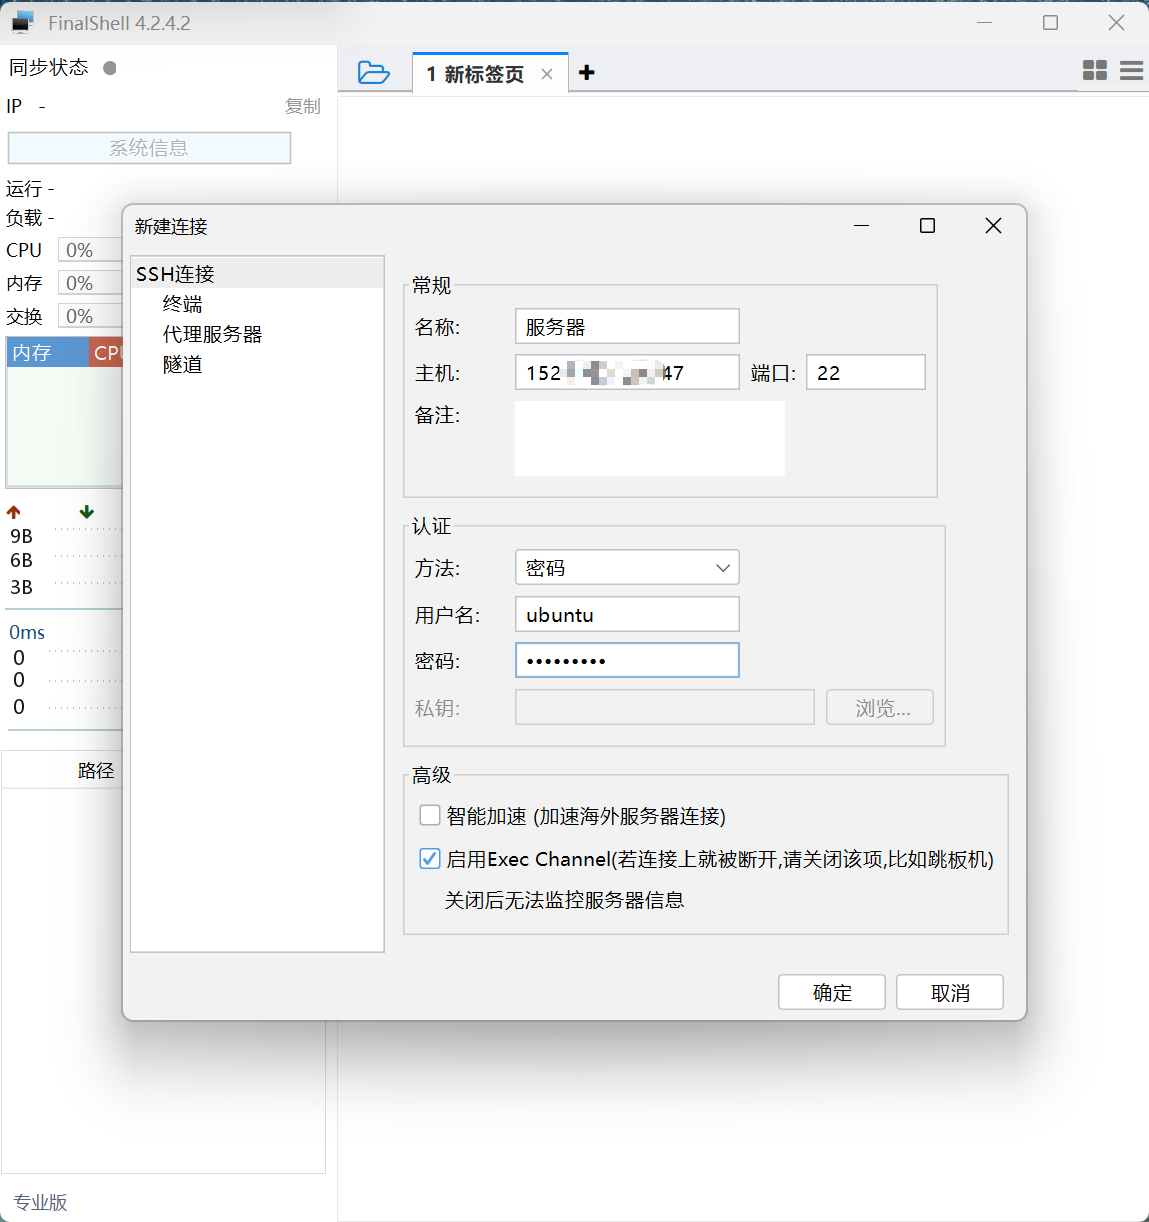 FinalShell 4.2.4.2
同步状态
1 新标签页
IP -
复制
系统信息
运行 -
负载 -
CPU 0%
内存 0%
交换 0%
内存 CPU
9B
6B
3B
0ms
0
0
0
路径
专业版
新建连接
SSH连接
终端
代理服务器
隧道
常规
名称: 服务器
主机: 152 47 端口: 22
备注:
认证
方法: 密码
用户名: ubuntu
密码: •••••••••
私钥: 浏览...
高级
智能加速 (加速海外服务器连接)
启用Exec Channel(若连接上就被断开,请关闭该项,比如跳板机)
关闭后无法监控服务器信息
确定 取消